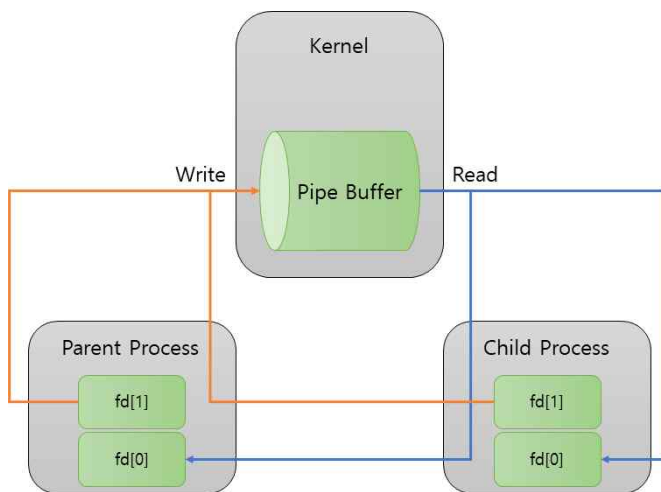 Kernel
Write
Pipe Buffer
Read
Parent Process
fd[1]
fd[0]
Child Process
fd[1]
fd[0]